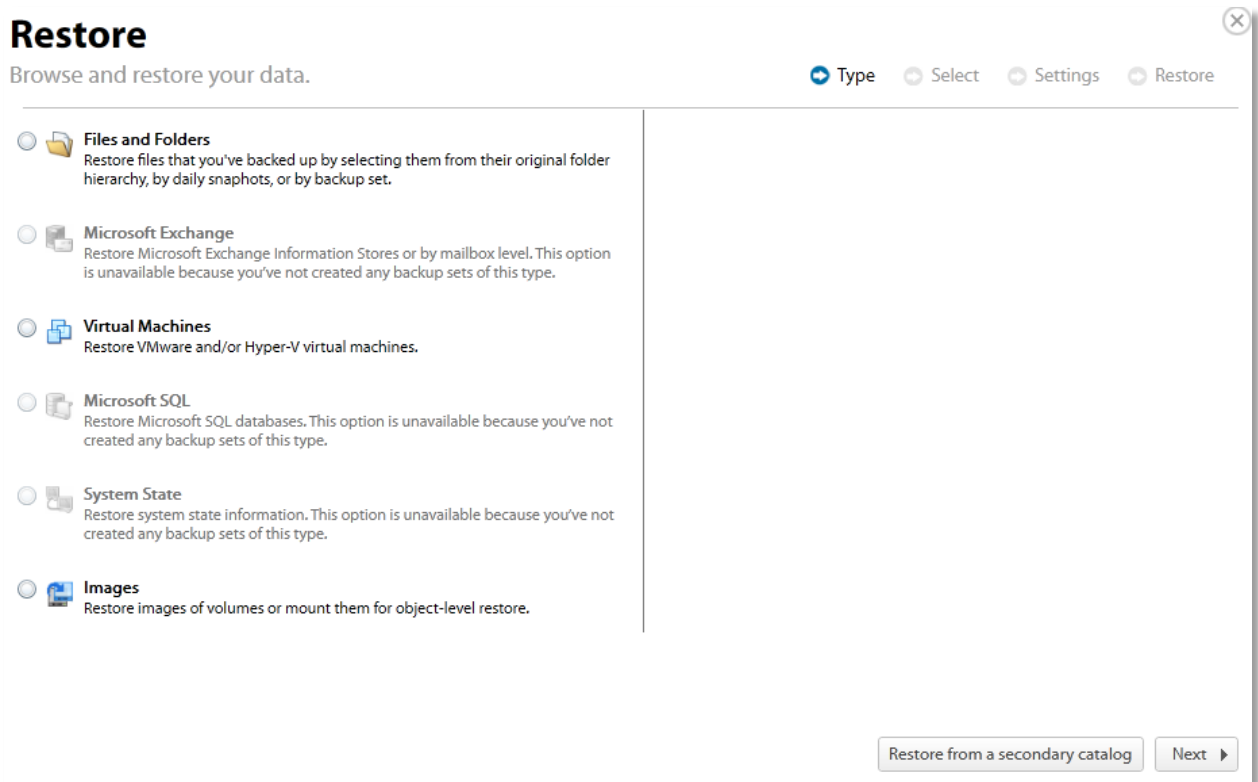 Restore
Browse and restore your data.
Type Select Settings Restore
Files and Folders
Restore files that you've backed up by selecting them from their original folder
hierarchy, by daily snaphots, or by backup set.
Microsoft Exchange
Restore Microsoft Exchange Information Stores or by mailbox level. This option
is unavailable because you've not created any backup sets of this type.
Virtual Machines
Restore VMware and/or Hyper-V virtual machines.
Microsoft SQL
Restore Microsoft SQL databases. This option is unavailable because you've not
created any backup sets of this type.
System State
Restore system state information. This option is unavailable because you've not
created any backup sets of this type.
Images
Restore images of volumes or mount them for object-level restore.
Restore from a secondary catalog Next